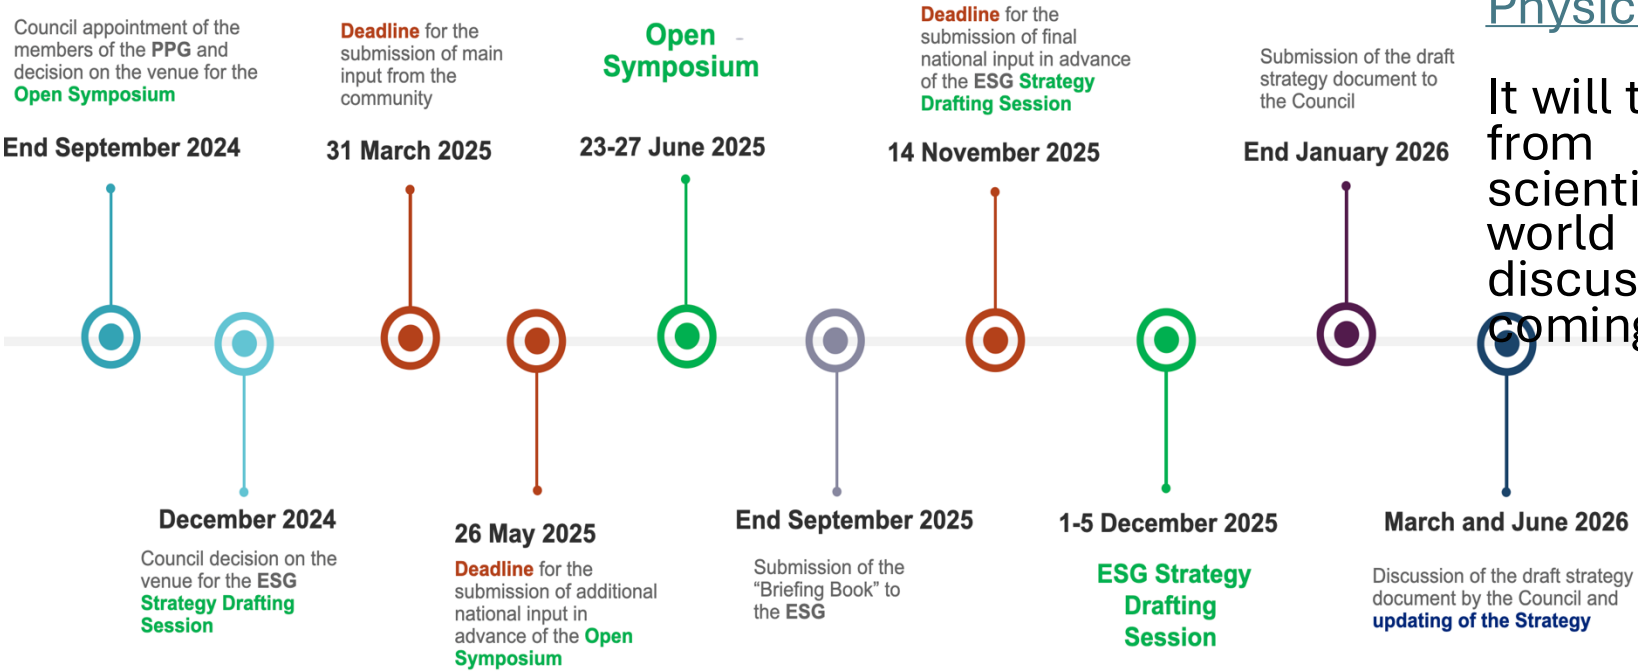 Council appointment of the
members of the PPG and
decision on the venue for the
Open Symposium
End September 2024
Deadline for the
submission of main
input from the
community
31 March 2025
Open
Symposium
23-27 June 2025
Deadline for the
submission of final
national input in advance
of the ESG Strategy
Drafting Session
14 November 2025
Submission of the draft
strategy document to
the Council
End January 2026
It will
from
world
December 2024
Council decision on the
venue for the ESG
Strategy Drafting
Session
26 May 2025
Deadline for the
submission of additional
national input in
advance of the Open
Symposium
End September 2025
Submission of the
“Briefing Book” to
the ESG
1-5 December 2025
ESG Strategy
Drafting
Session
March and June 2026
Discussion of the draft strategy
document by the Council and
updating of the Strategy